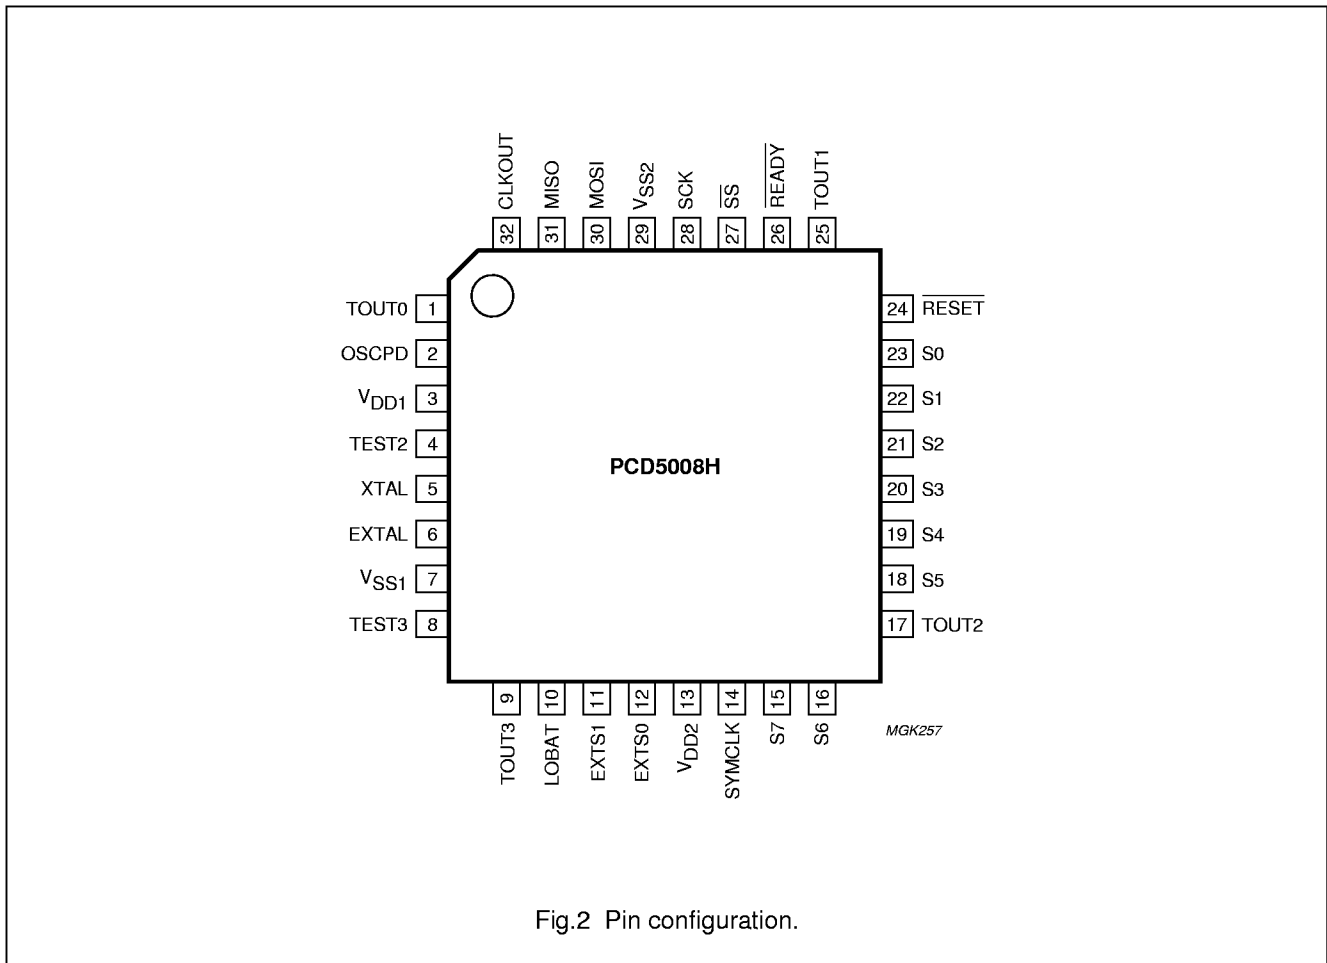 CLKOUT
MISO
MOSI
VSS2
SCK
S̅S̅
R̅E̅A̅D̅Y̅
TOUT1
32
31
30
29
28
27
26
25
TOUT0 1
OSCPD 2
VDD1 3
TEST2 4
XTAL 5
EXTAL 6
VSS1 7
TEST3 8
24 R̅E̅S̅E̅T̅
23 S0
22 S1
21 S2
20 S3
19 S4
18 S5
17 TOUT2
PCD5008H
9
10
11
12
13
14
15
16
TOUT3
LOBAT
EXTS1
EXTS0
VDD2
SYMCLK
S7
S6
MGK257
Fig.2 Pin configuration.